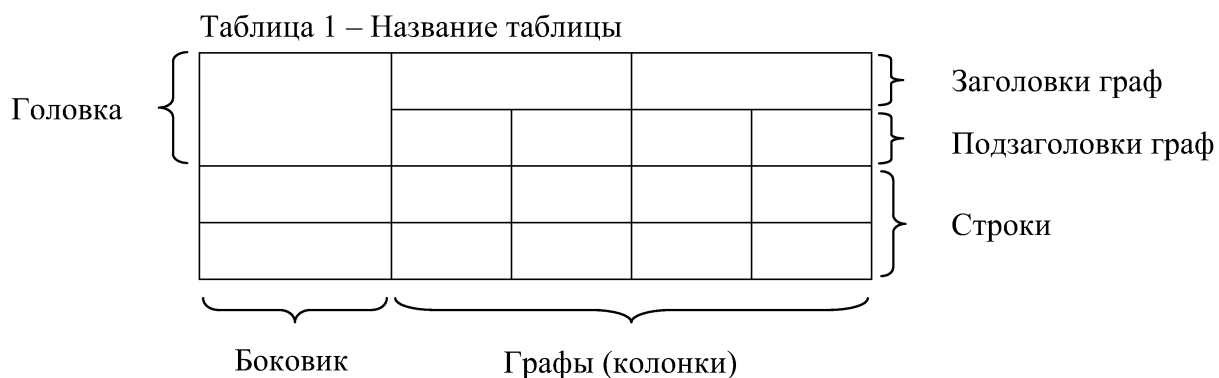 Таблица 1 – Название таблицы
Заголовки граф
Головка
Подзаголовки граф
Строки
Боковик
Графы (колонки)